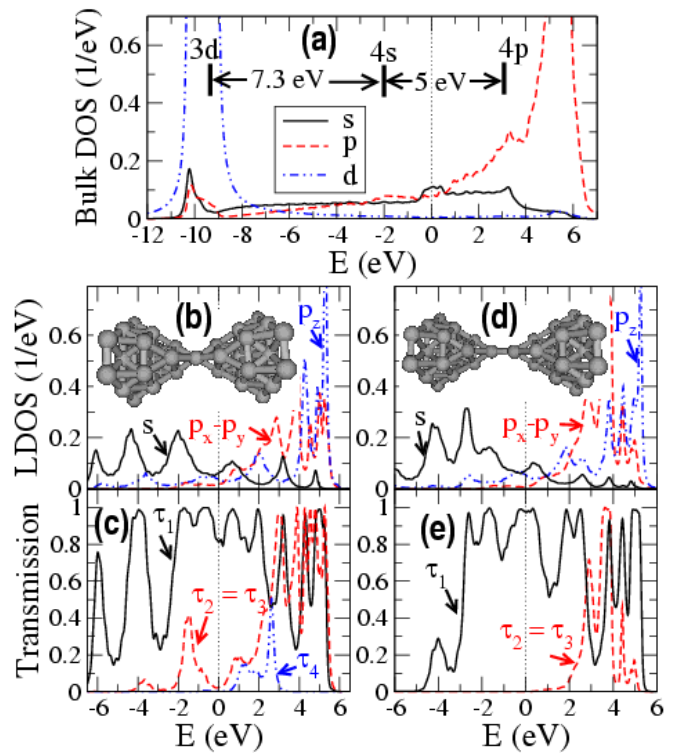 Bulk DOS (1/eV)
0.6
0.4
0.2
0
(a)
3d
4s
4p
7.3 eV
5 eV
s
p
d
-12 -10 -8 -6 -4 -2 0 2 4 6
E (eV)
LDOS (1/eV)
0.6
0.4
0.2
0
(b)
s
px-py
pz
(d)
s
px-py
pz
Transmission
1
0.8
0.6
0.4
0.2
0
(c)
τ1
τ2 = τ3
τ4
-6 -4 -2 0 2 4 6
E (eV)
(e)
τ1
τ2 = τ3
-6 -4 -2 0 2 4 6
E (eV)